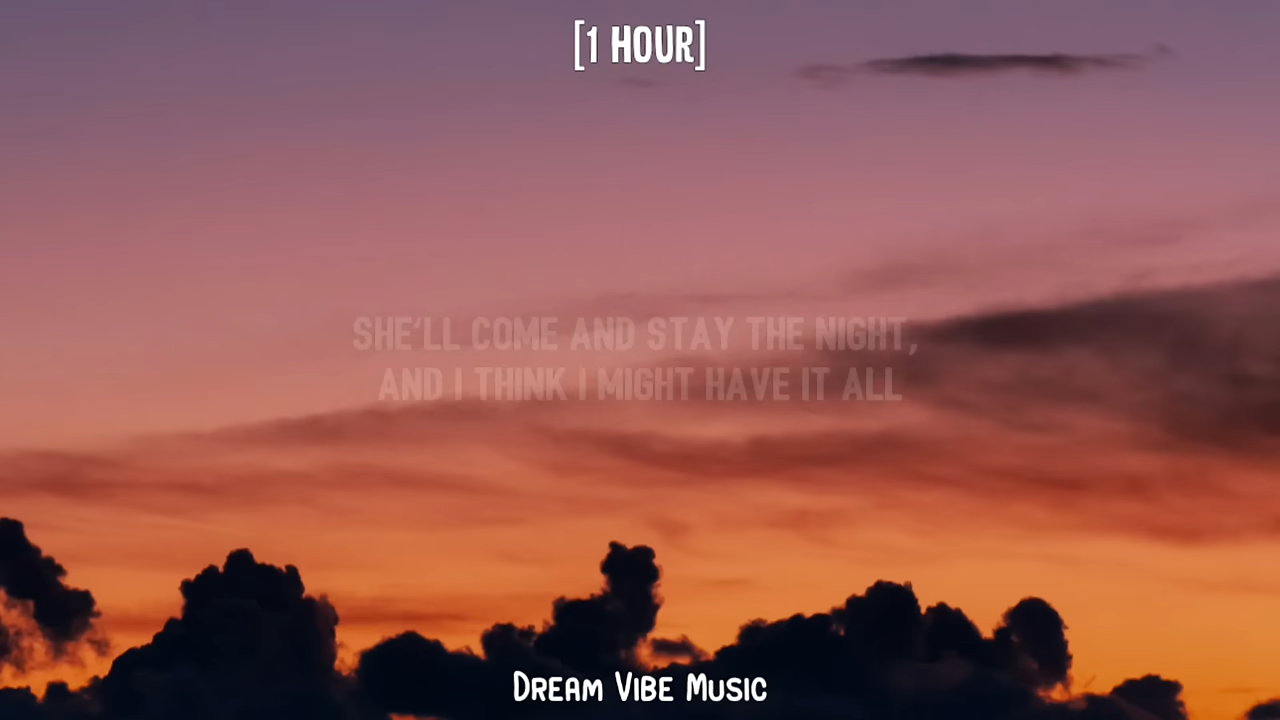 [1 HOUR]
SHE'LL COME AND STAY THE NIGHT,
AND I THINK I MIGHT HAVE IT ALL
DREAM VIBE MUSIC